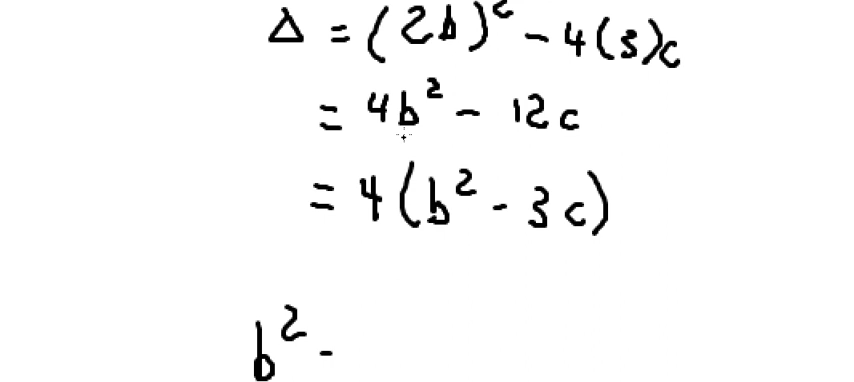 Δ = (2b)² - 4(3)c
= 4b² - 12c
= 4(b² - 3c)
b² -